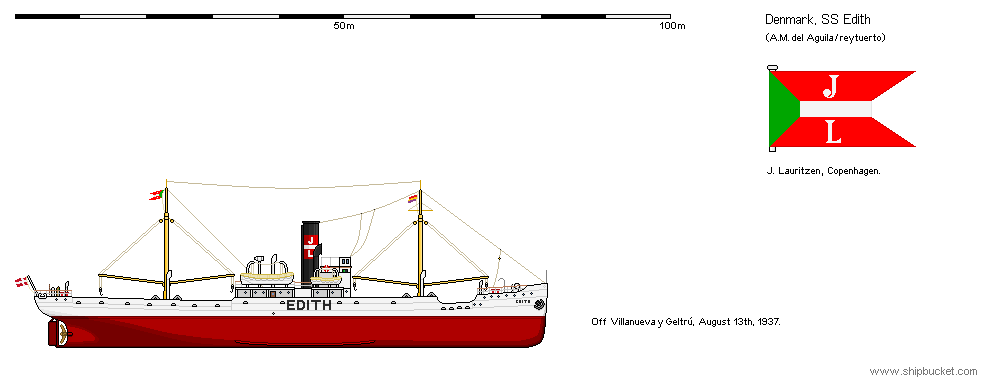 50m
100m
Denmark, SS Edith
(A.M. del Aguila/reytuerto)
J
L
J. Lauritzen, Copenhagen.
J
L
EDITH
EDITH
Off Villanueva y Geltrú, August 13th, 1937.
www.shipbucket.com